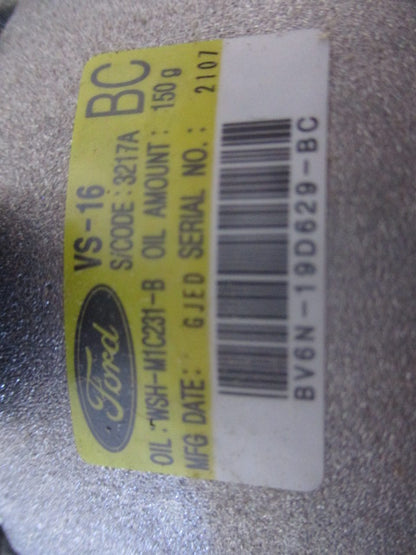 Ford
VS-16
S/CODE: 3217A
BC
OIL: WSH-M1C231-B OIL AMOUNT: 150g
MFG DATE: GJED SERIAL NO.: 2107
BV6N-19D629-BC